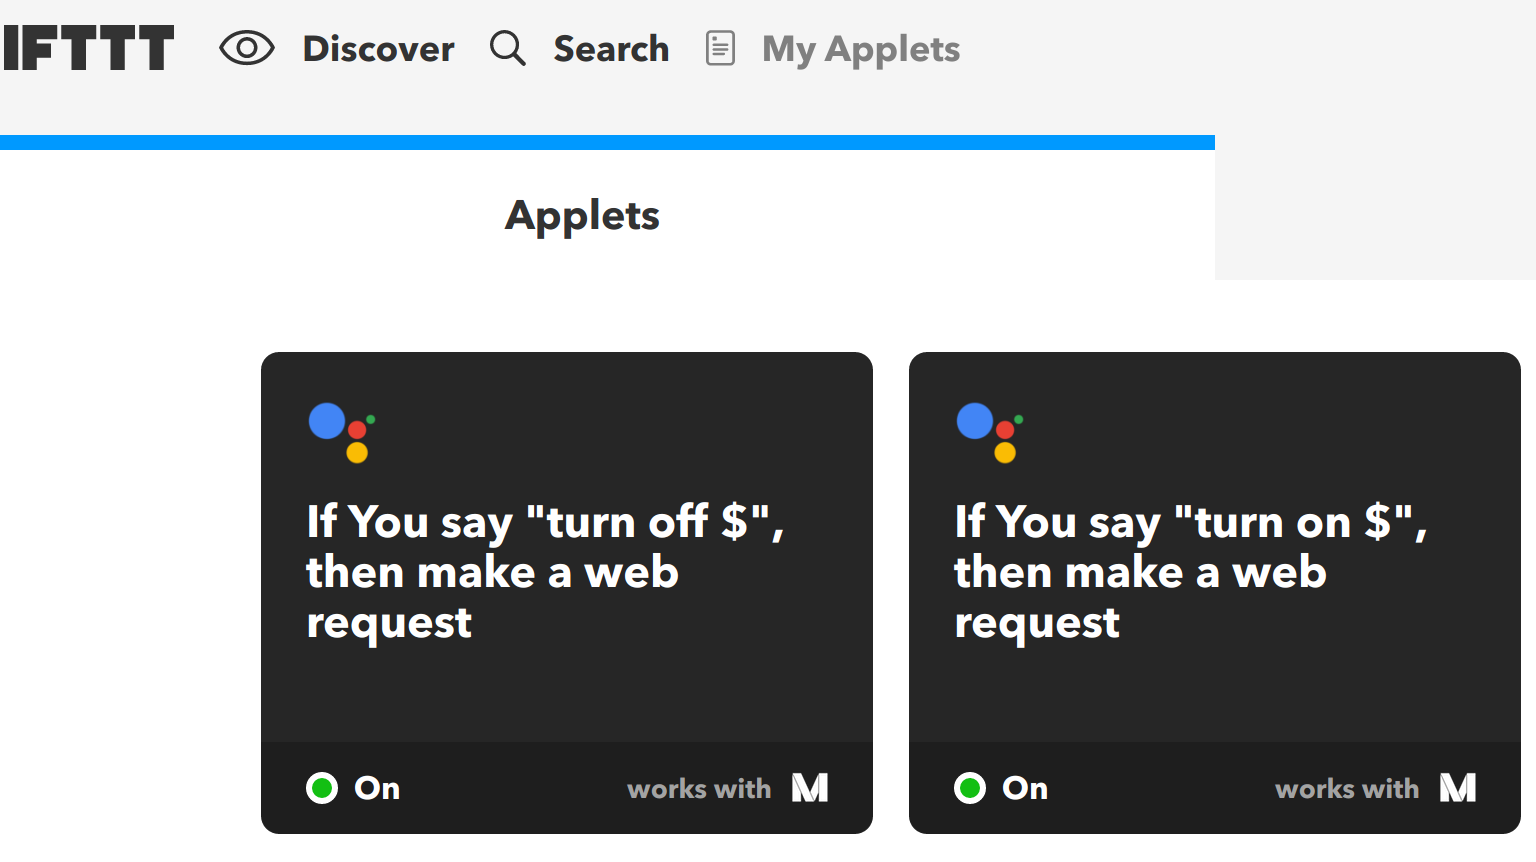 IFTTT Discover Search My Applets
Applets
If You say "turn off $",
then make a web
request
On works with M
If You say "turn on $",
then make a web
request
On works with M